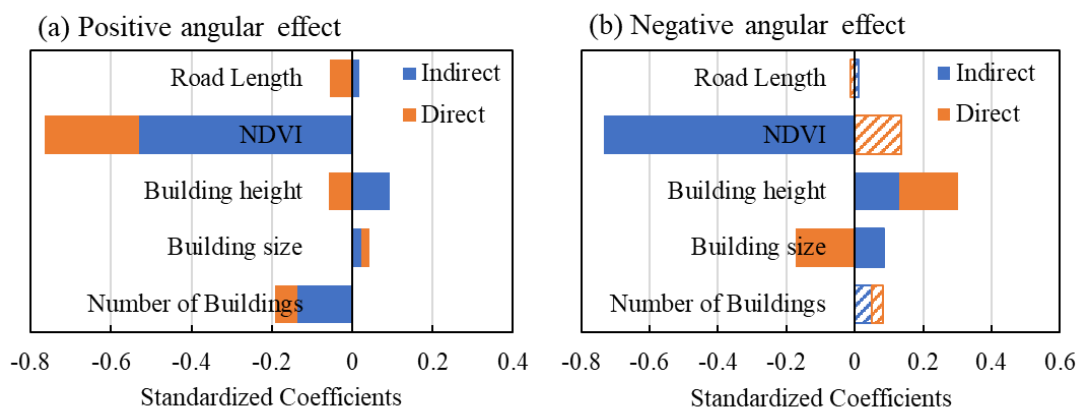 (a) Positive angular effect
Road Length
Indirect
Direct
NDVI
Building height
Building size
Number of Buildings
-0.8 -0.6 -0.4 -0.2 0 0.2 0.4
Standardized Coefficients
(b) Negative angular effect
Road Length
Indirect
Direct
NDVI
Building height
Building size
Number of Buildings
-0.8 -0.6 -0.4 -0.2 0 0.2 0.4 0.6
Standardized Coefficients